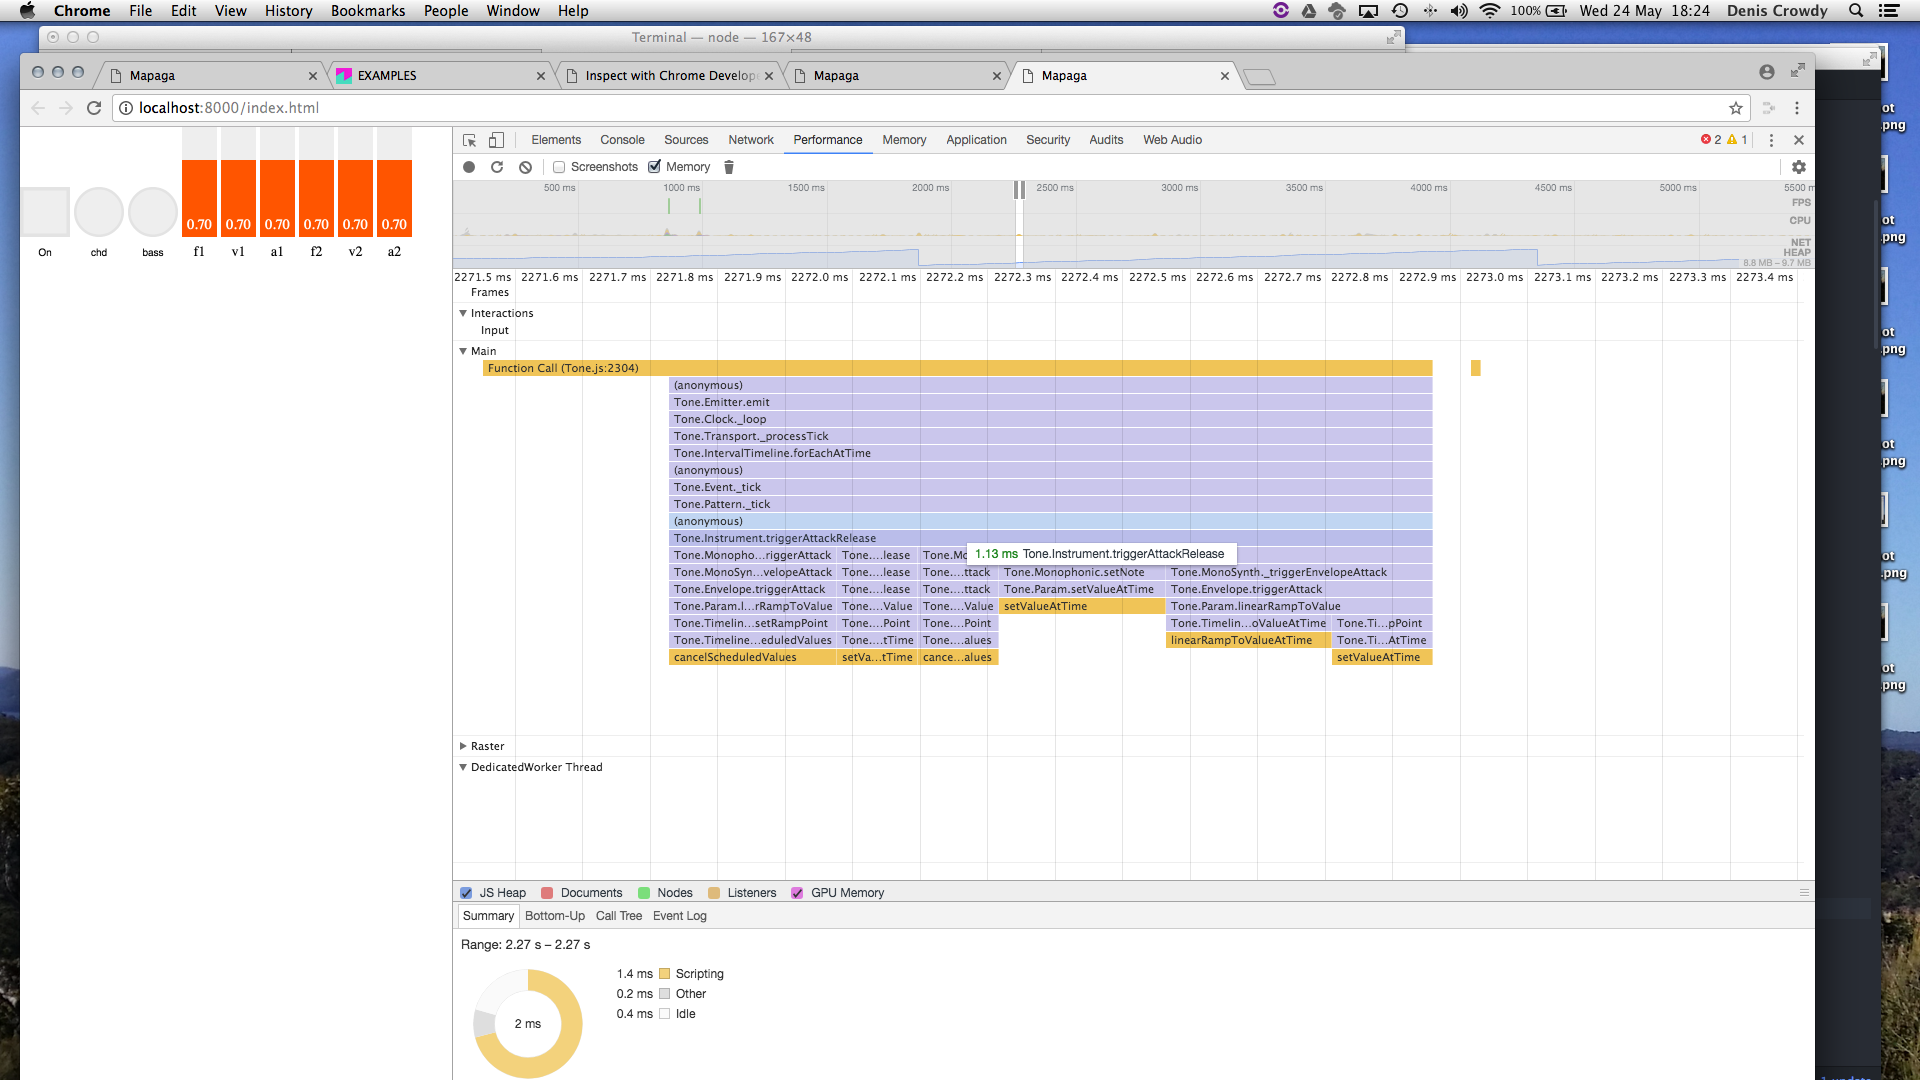 Chrome File Edit View History Bookmarks People Window Help 100% Wed 24 May 18:24 Denis Crowdy
Terminal — node — 167×48
Mapaga EXAMPLES Inspect with Chrome Develope Mapaga Mapaga
localhost:8000/index.html
Elements Console Sources Network Performance Memory Application Security Audits Web Audio 2 1
Screenshots Memory
500 ms 1000 ms 1500 ms 2000 ms 2500 ms 3000 ms 3500 ms 4000 ms 4500 ms 5000 ms 5500 m
FPS
CPU
NET
HEAP
8.8 MB – 9.7 MB
0.70 0.70 0.70 0.70 0.70 0.70
On chd bass f1 v1 a1 f2 v2 a2
2271.5 ms 2271.6 ms 2271.7 ms 2271.8 ms 2271.9 ms 2272.0 ms 2272.1 ms 2272.2 ms 2272.3 ms 2272.4 ms 2272.5 ms 2272.6 ms 2272.7 ms 2272.8 ms 2272.9 ms 2273.0 ms 2273.1 ms 2273.2 ms 2273.3 ms 2273.4 ms
Frames
Interactions
Input
Main
Function Call (Tone.js:2304)
(anonymous)
Tone.Emitter.emit
Tone.Clock._loop
Tone.Transport._processTick
Tone.IntervalTimeline.forEachAtTime
(anonymous)
Tone.Event._tick
Tone.Pattern._tick
(anonymous)
Tone.Instrument.triggerAttackRelease
Tone.Monopho…riggerAttack Tone.…lease Tone.Mo 1.13 ms Tone.Instrument.triggerAttackRelease
Tone.MonoSyn…velopeAttack Tone.…lease Tone.…ttack Tone.Monophonic.setNote Tone.MonoSynth._triggerEnvelopeAttack
Tone.Envelope.triggerAttack Tone.…lease Tone.…ttack Tone.Param.setValueAtTime Tone.Envelope.triggerAttack
Tone.Param.l…rRampToValue Tone.…Value Tone.…Value setValueAtTime Tone.Param.linearRampToValue
Tone.Timelin…setRampPoint Tone.…Point Tone.…Point Tone.Timelin…oValueAtTime Tone.Ti…pPoint
Tone.Timeline…eduledValues Tone.…tTime Tone.…alues linearRampToValueAtTime Tone.Ti…AtTime
cancelScheduledValues setVa…tTime cance…alues setValueAtTime
Raster
DedicatedWorker Thread
JS Heap Documents Nodes Listeners GPU Memory
Summary Bottom-Up Call Tree Event Log
Range: 2.27 s – 2.27 s
1.4 ms Scripting
0.2 ms Other
0.4 ms Idle
2 ms
ot
.png
ot
.png
ot
.png
ot
.png
ot
.png
ot
.png